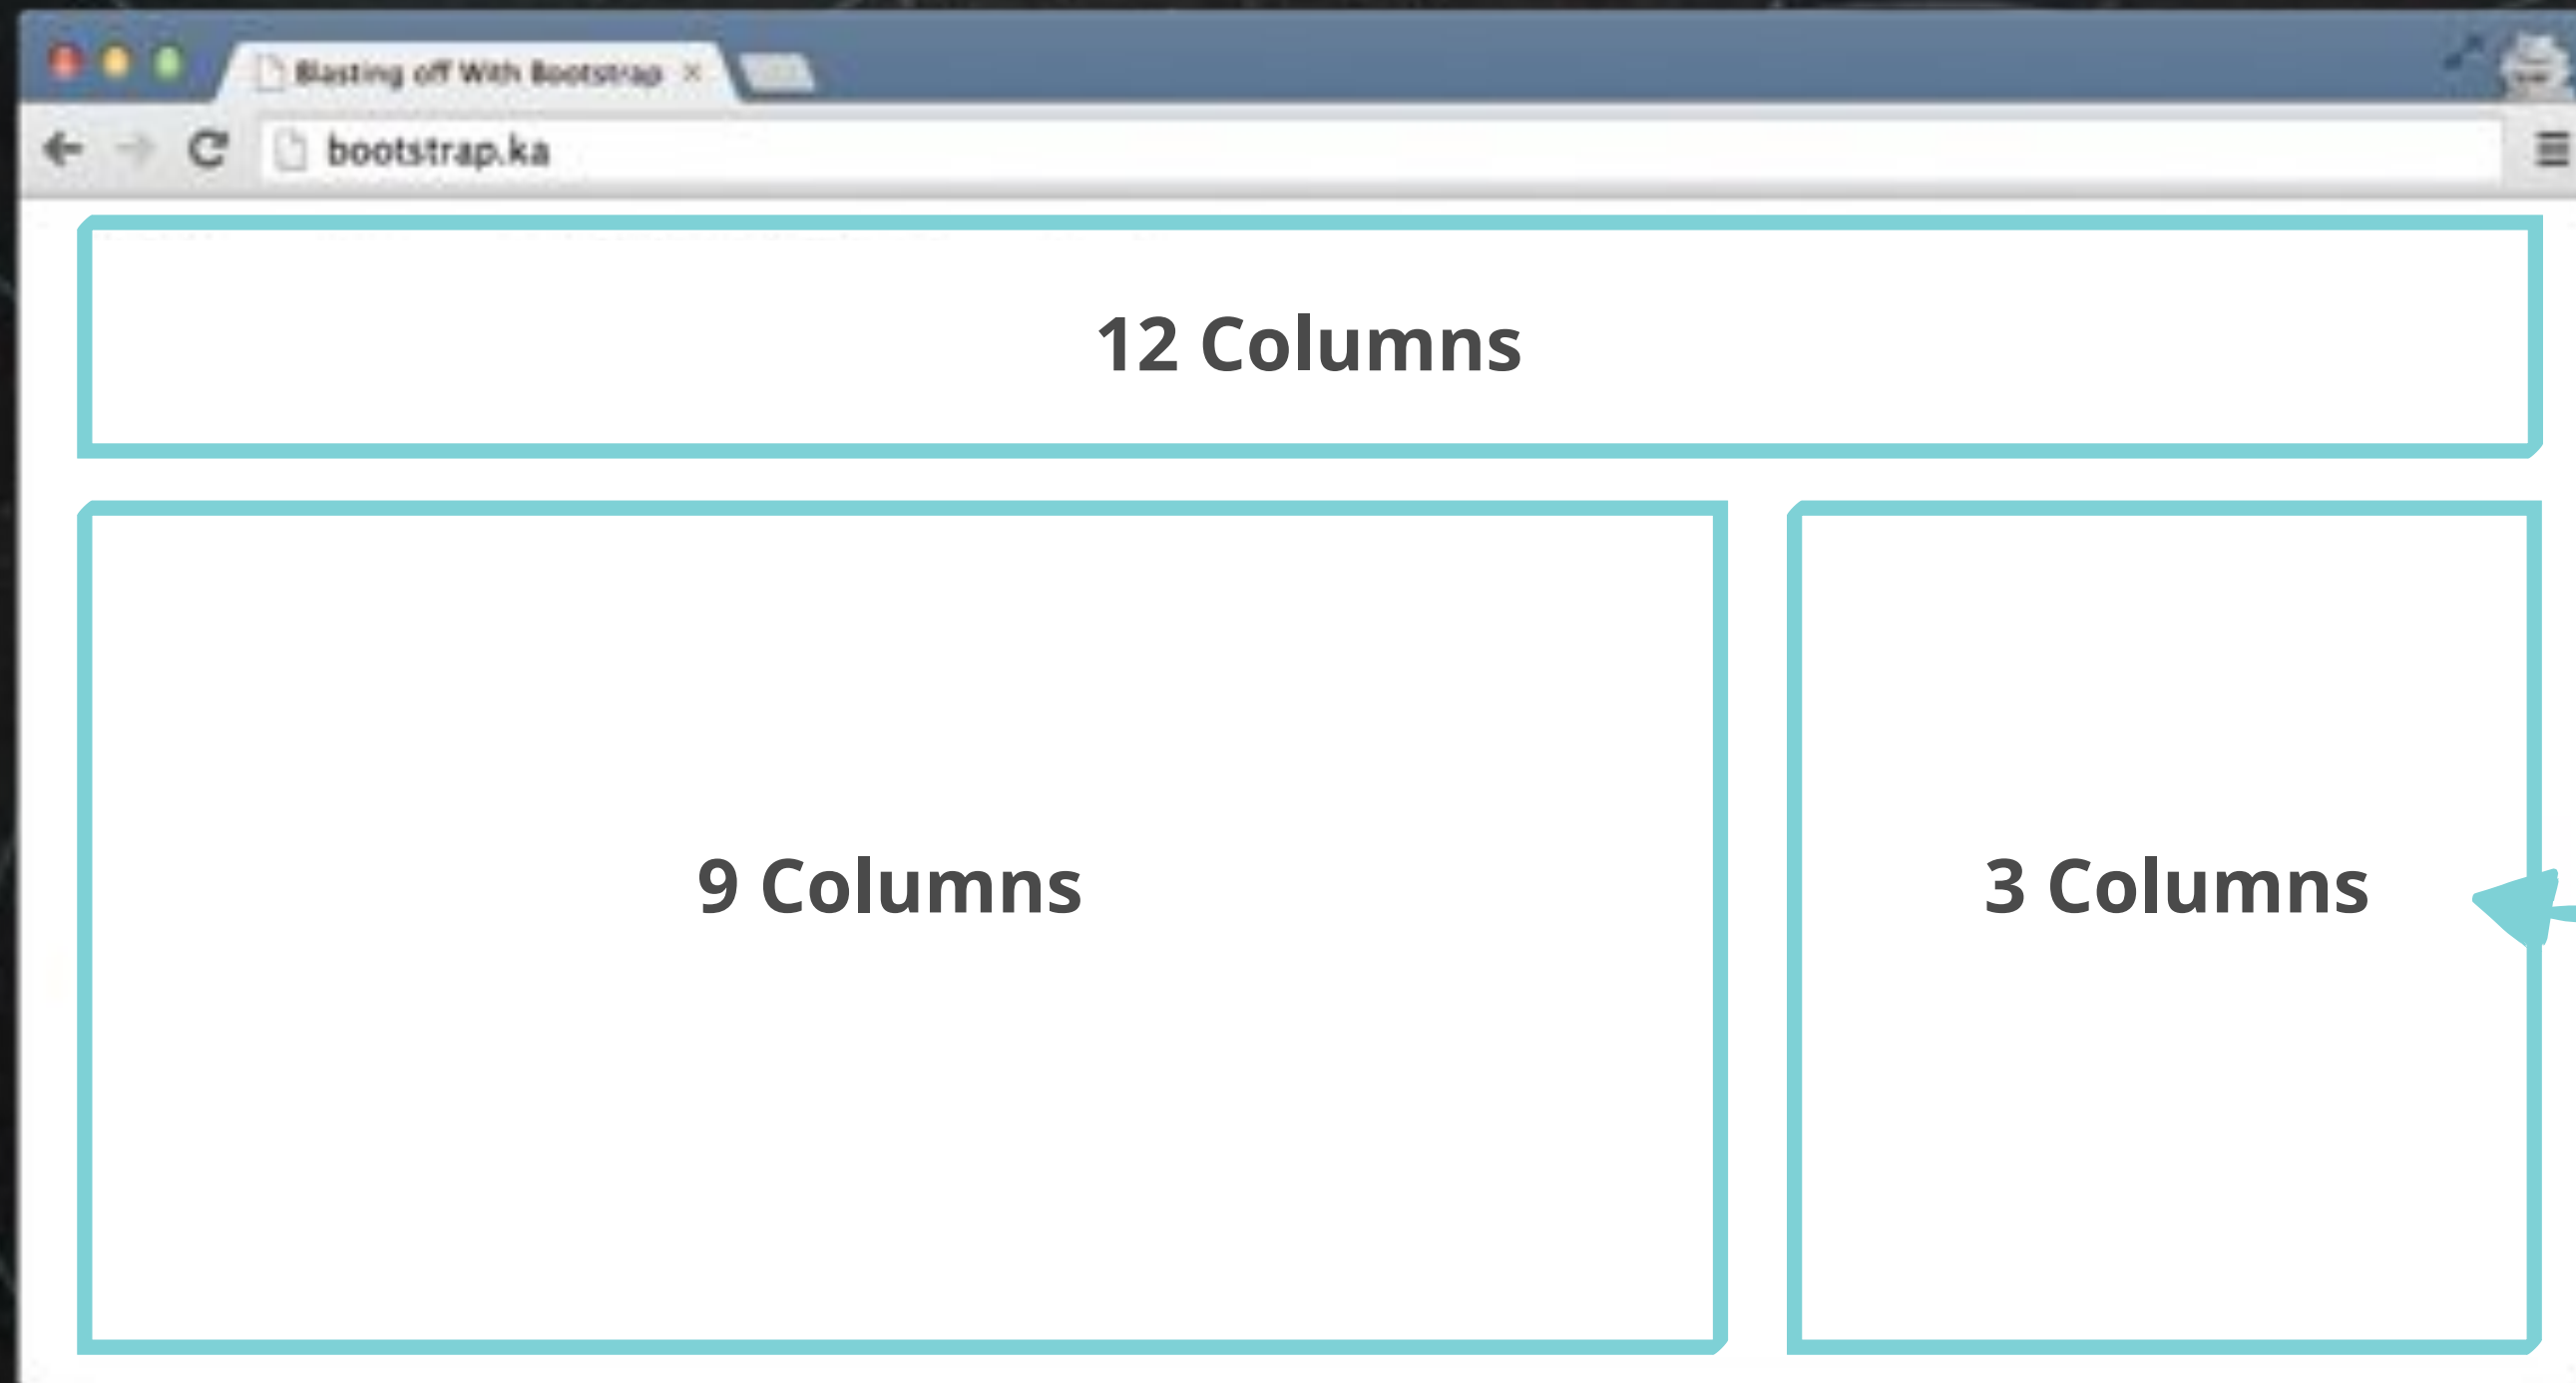 Blasting off With Bootstrap
bootstrap.ka
12 Columns
9 Columns
3 Columns